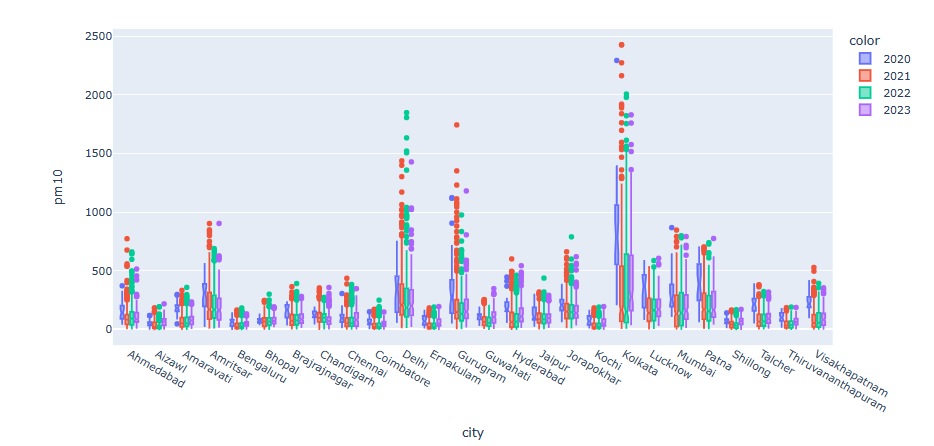 color
2020
2021
2022
2023
pm10
2500
2000
1500
1000
500
0
Ahmedabad
Aizawl
Amaravati
Amritsar
Bengaluru
Bhopal
Brajrajnagar
Chandigarh
Chennai
Coimbatore
Delhi
Ernakulam
Gurugram
Guwahati
Hyderabad
Jaipur
Jorapokhar
Kochi
Kolkata
Lucknow
Mumbai
Patna
Shillong
Talcher
Thiruvananthapuram
Visakhapatnam
city